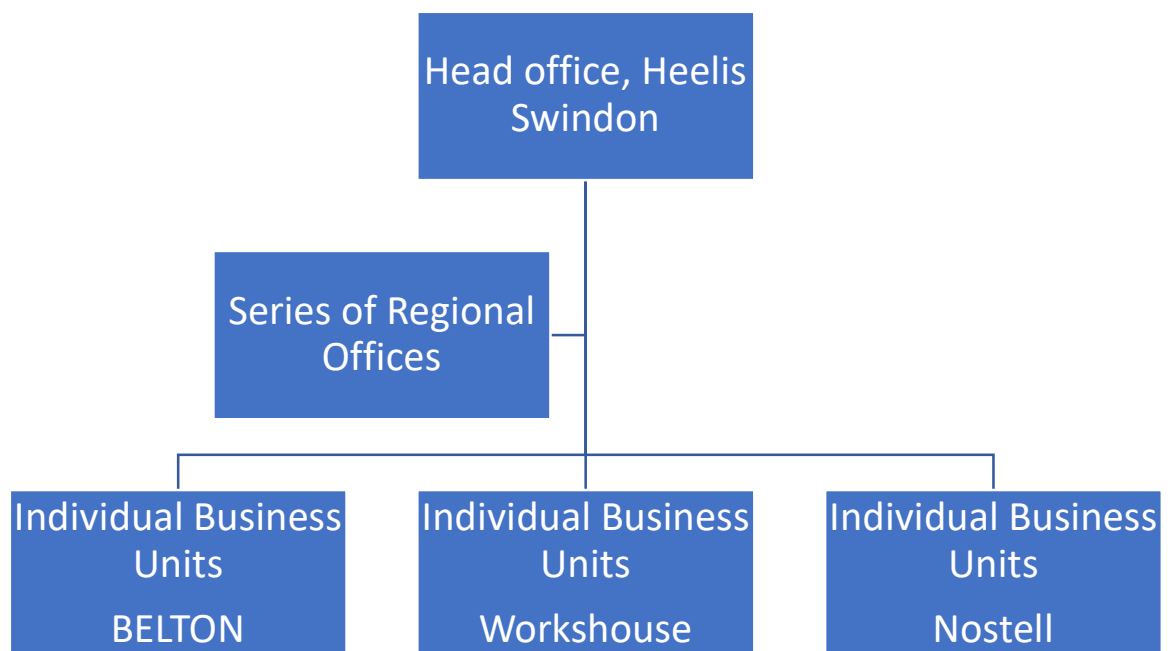 Head office, Heelis
Swindon
Series of Regional
Offices
Individual Business
Units
BELTON
Individual Business
Units
Workshouse
Individual Business
Units
Nostell